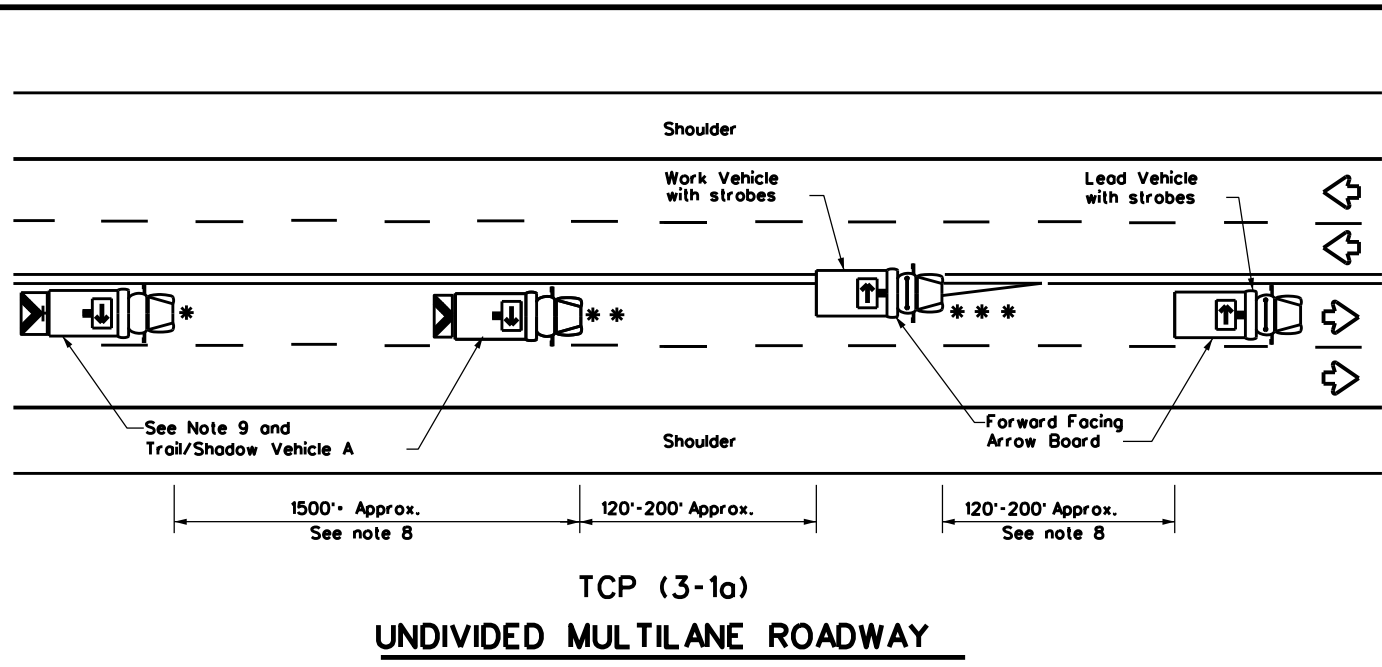 Shoulder
Work Vehicle
with strobes
Lead Vehicle
with strobes
*
* *
* * *
See Note 9 and
Trail/Shadow Vehicle A
Shoulder
Forward Facing
Arrow Board
1500'+ Approx.
See note 8
120'-200' Approx.
120'-200' Approx.
See note 8
TCP (3-1a)
UNDIVIDED MULTILANE ROADWAY